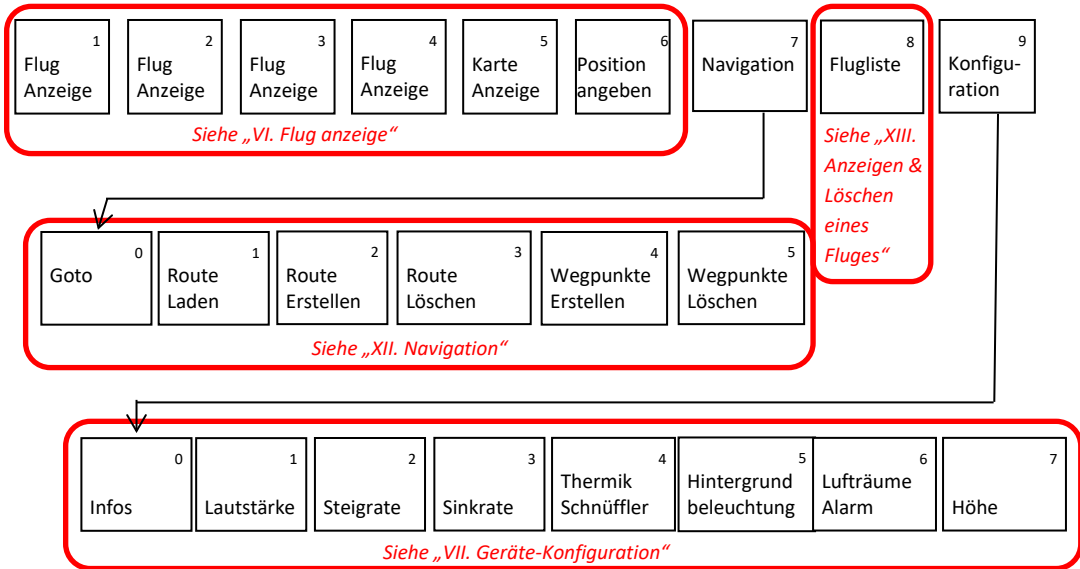 1
Flug
Anzeige
2
Flug
Anzeige
3
Flug
Anzeige
4
Flug
Anzeige
5
Karte
Anzeige
6
Position
angeben
7
Navigation
8
Flugliste
9
Konfigu-
ration
Siehe „VI. Flug anzeige“
Siehe „XIII.
Anzeigen &
Löschen
eines
Fluges“
0
Goto
1
Route
Laden
2
Route
Erstellen
3
Route
Löschen
4
Wegpunkte
Erstellen
5
Wegpunkte
Löschen
Siehe „XII. Navigation“
0
Infos
1
Lautstärke
2
Steigrate
3
Sinkrate
4
Thermik
Schnüffler
5
Hintergrund
beleuchtung
6
Lufträume
Alarm
7
Höhe
Siehe „VII. Geräte-Konfiguration“